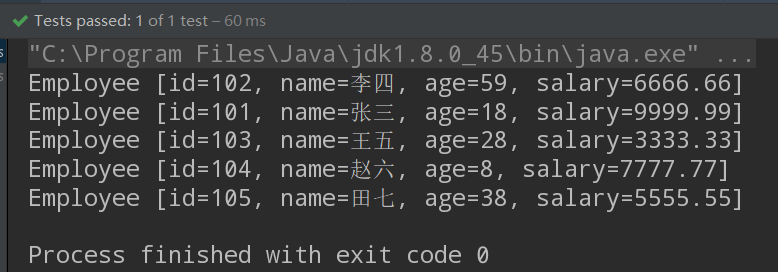 Tests passed: 1 of 1 test – 60 ms
"C:\Program Files\Java\jdk1.8.0_45\bin\java.exe" ...
Employee [id=102, name=李四, age=59, salary=6666.66]
Employee [id=101, name=张三, age=18, salary=9999.99]
Employee [id=103, name=王五, age=28, salary=3333.33]
Employee [id=104, name=赵六, age=8, salary=7777.77]
Employee [id=105, name=田七, age=38, salary=5555.55]
Process finished with exit code 0